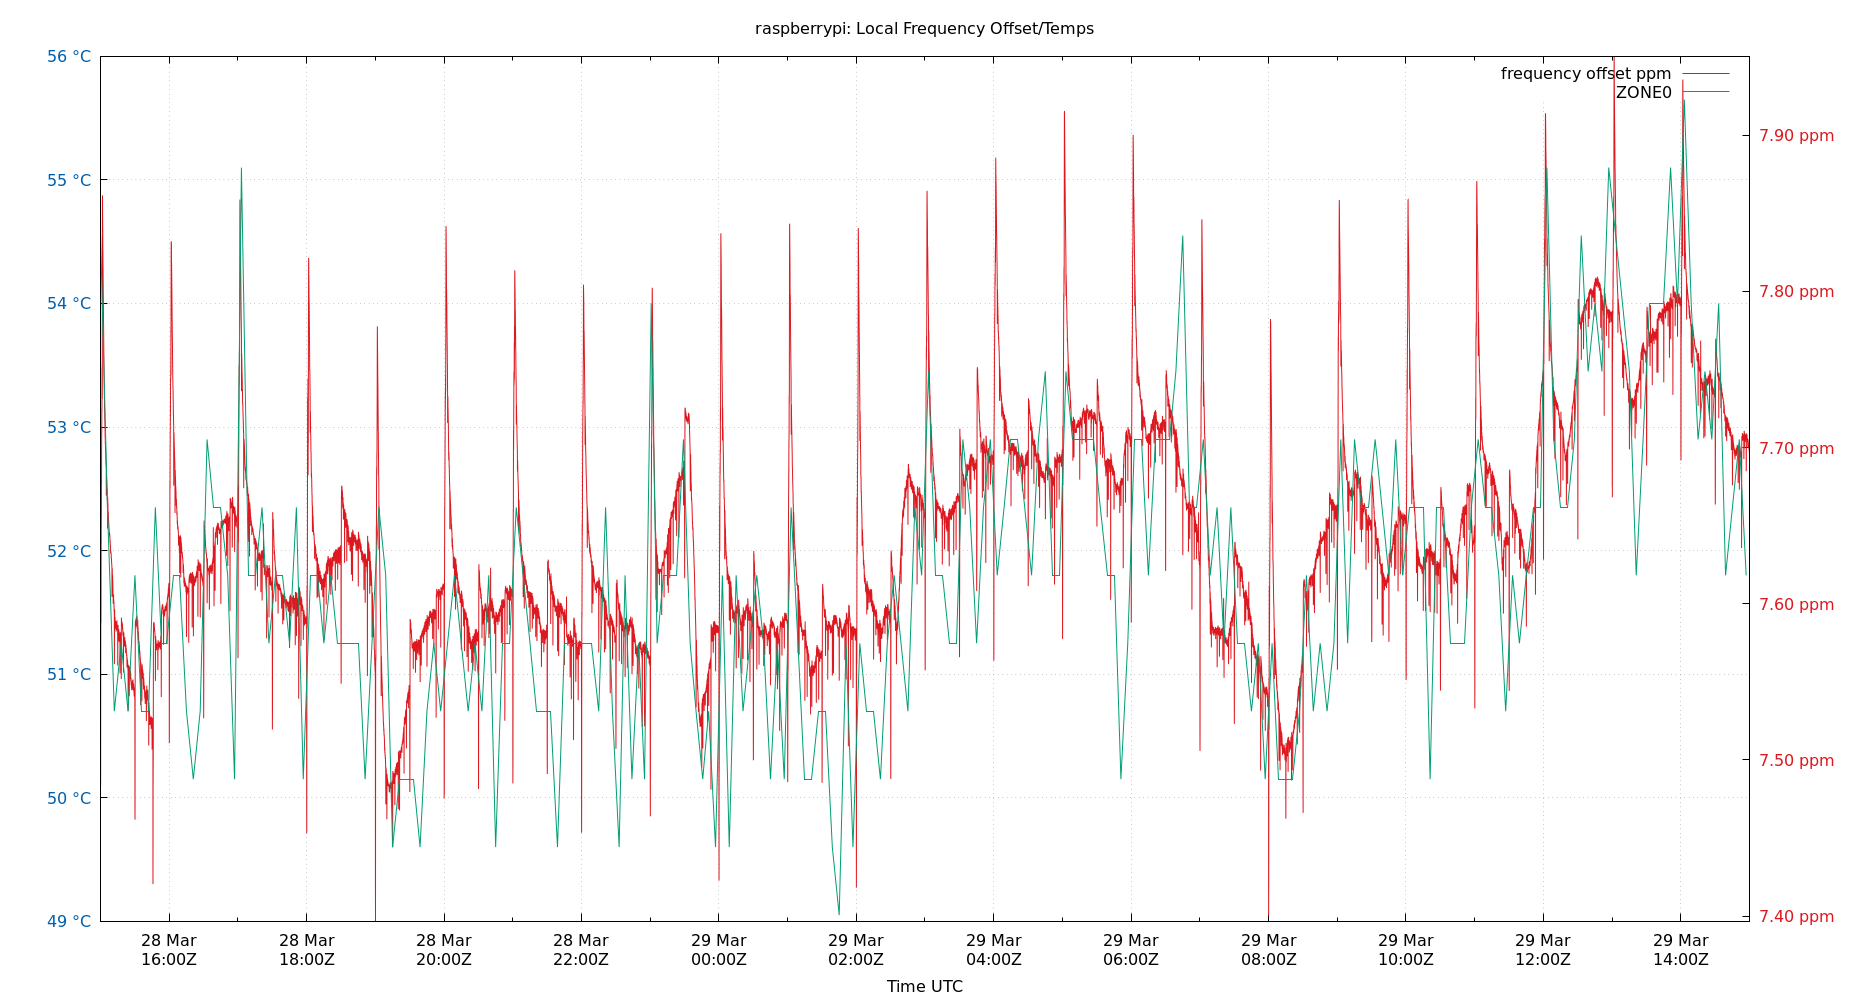 raspberrypi: Local Frequency Offset/Temps
56 °C
55 °C
54 °C
53 °C
52 °C
51 °C
50 °C
49 °C
frequency offset ppm
ZONE0
7.90 ppm
7.80 ppm
7.70 ppm
7.60 ppm
7.50 ppm
7.40 ppm
28 Mar 28 Mar 28 Mar 28 Mar 29 Mar 29 Mar 29 Mar 29 Mar 29 Mar 29 Mar 29 Mar 29 Mar
16:00Z 18:00Z 20:00Z 22:00Z 00:00Z 02:00Z 04:00Z 06:00Z 08:00Z 10:00Z 12:00Z 14:00Z
Time UTC